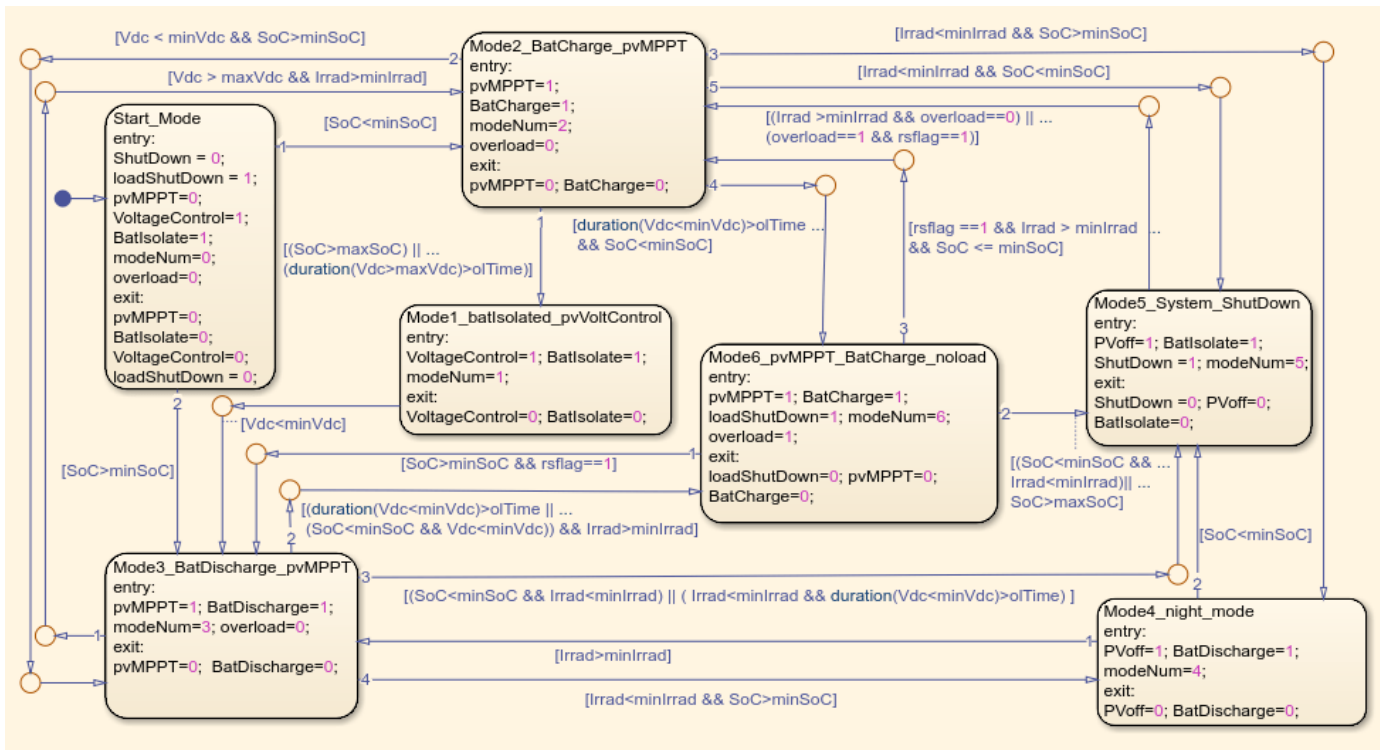 [Vdc < minVdc && SoC>minSoC]
2
[Vdc > maxVdc && Irrad>minIrrad]
Start_Mode
entry:
ShutDown = 0;
loadShutDown = 1;
pvMPPT=0;
VoltageControl=1;
BatIsolate=1;
modeNum=0;
overload=0;
exit:
pvMPPT=0;
BatIsolate=0;
VoltageControl=0;
loadShutDown = 0;
[SoC<minSoC]
1
2
[SoC>minSoC]
Mode2_BatCharge_pvMPPT
entry:
pvMPPT=1;
BatCharge=1;
modeNum=2;
overload=0;
exit:
pvMPPT=0; BatCharge=0;
3
[Irrad<minIrrad && SoC>minSoC]
5
[Irrad<minIrrad && SoC<minSoC]
[(Irrad >minIrrad && overload==0) || ...
(overload==1 && rsflag==1)]
1
4
1
[(SoC>maxSoC) || ...
(duration(Vdc>maxVdc)>olTime)]
[duration(Vdc<minVdc)>olTime ...
&& SoC<minSoC]
[rsflag ==1 && Irrad > minIrrad ...
&& SoC <= minSoC]
3
Mode1_batIsolated_pvVoltControl
entry:
VoltageControl=1; BatIsolate=1;
modeNum=1;
exit:
VoltageControl=0; BatIsolate=0;
[Vdc<minVdc]
Mode6_pvMPPT_BatCharge_noload
entry:
pvMPPT=1; BatCharge=1;
loadShutDown=1; modeNum=6;
overload=1;
exit:
loadShutDown=0; pvMPPT=0;
BatCharge=0;
1
[SoC>minSoC && rsflag==1]
2
[(SoC<minSoC && ...
Irrad<minIrrad)|| ...
SoC>maxSoC]
Mode5_System_ShutDown
entry:
PVoff=1; BatIsolate=1;
ShutDown =1; modeNum=5;
exit:
ShutDown =0; PVoff=0;
BatIsolate=0;
[(duration(Vdc<minVdc)>olTime || ...
(SoC<minSoC && Vdc<minVdc)) && Irrad>minIrrad]
2
[SoC<minSoC]
2
Mode3_BatDischarge_pvMPPT
entry:
pvMPPT=1; BatDischarge=1;
modeNum=3; overload=0;
exit:
pvMPPT=0; BatDischarge=0;
1
3
[(SoC<minSoC && Irrad<minIrrad) || ( Irrad<minIrrad && duration(Vdc<minVdc)>olTime) ]
1
[Irrad>minIrrad]
4
[Irrad<minIrrad && SoC>minSoC]
Mode4_night_mode
entry:
PVoff=1; BatDischarge=1;
modeNum=4;
exit:
PVoff=0; BatDischarge=0;